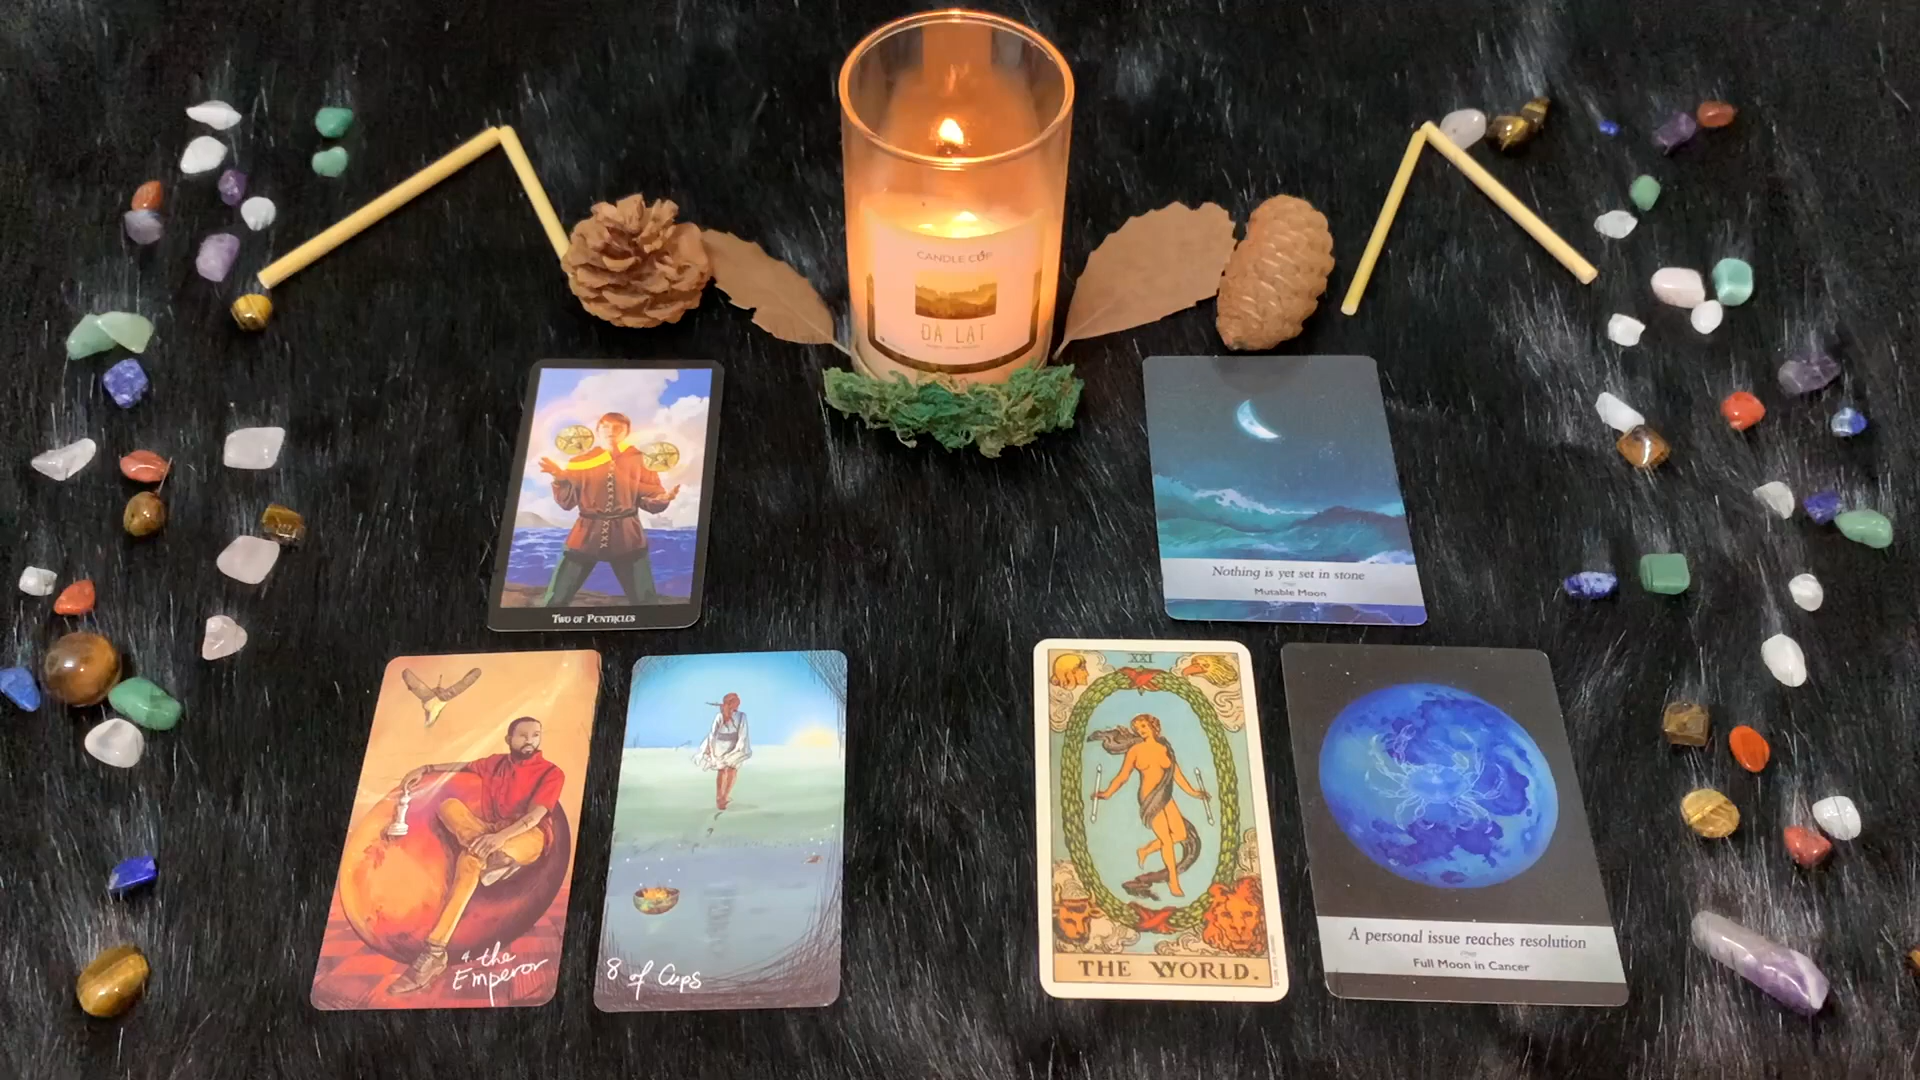 CANDLE CUP
ĐÀ LẠT
TWO OF PENTACLES
Nothing is yet set in stone
Mutable Moon
4. the
Emperor
8 of Cups
XXI
THE WORLD.
A personal issue reaches resolution
Full Moon in Cancer